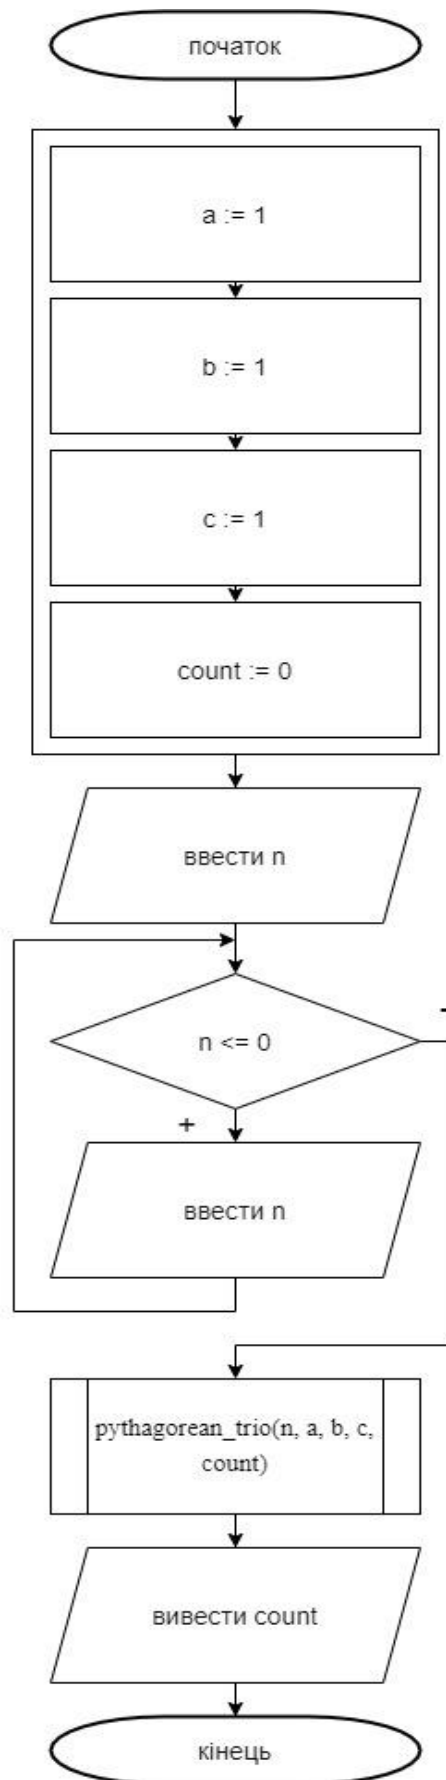 початок
a := 1
b := 1
c := 1
count := 0
ввести n
n <= 0
-
+
ввести n
pythagorean_trio(n, a, b, c,
count)
вивести count
кінець